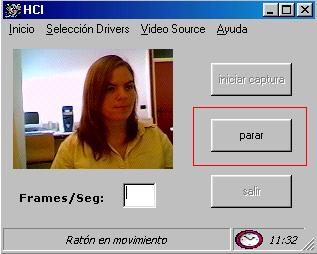 HCI
Inicio Selección Drivers Video Source Ayuda
iniciar captura
parar
Frames/Seg:
salir
Ratón en movimiento 11:32